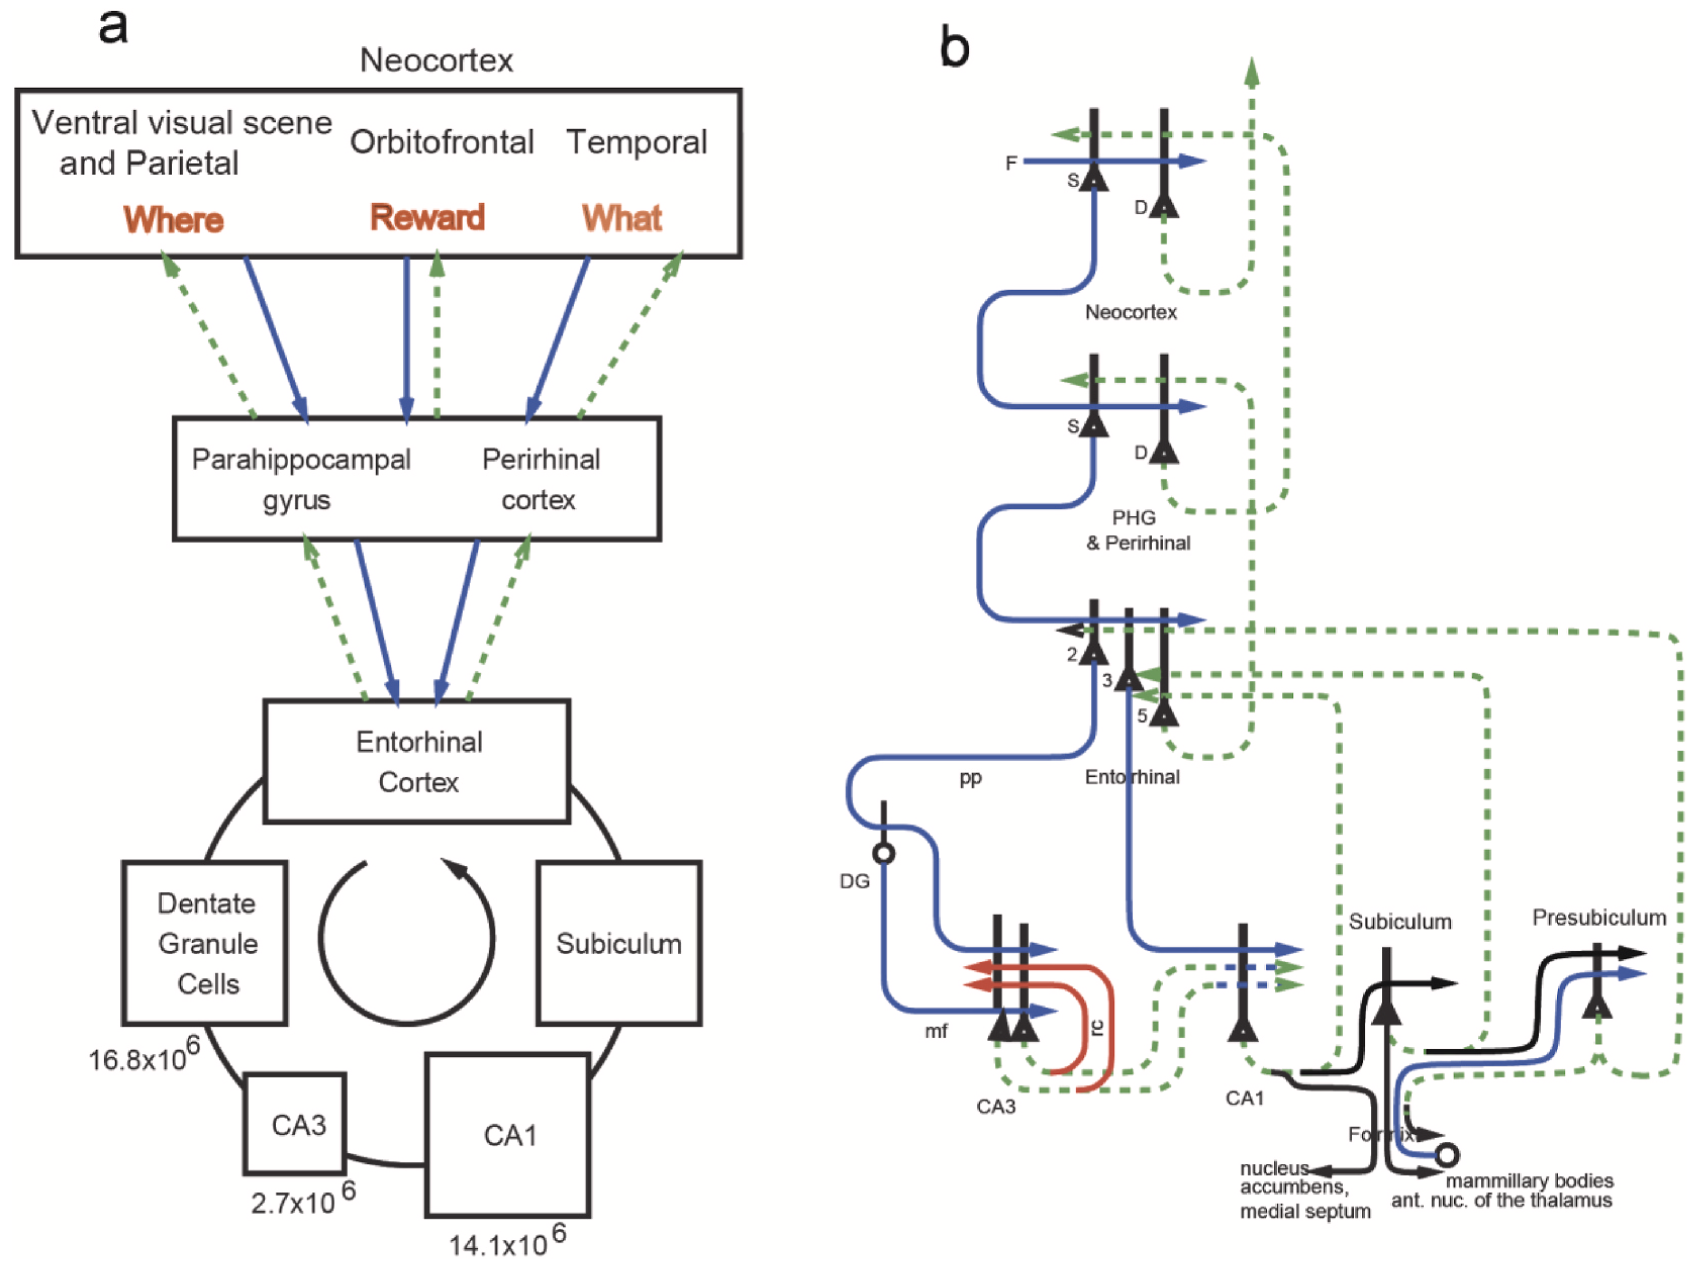 a
Neocortex
Ventral visual scene
and Parietal
Orbitofrontal
Temporal
Where
Reward
What
Parahippocampal
gyrus
Perirhinal
cortex
Entorhinal
Cortex
Dentate
Granule
Cells
Subiculum
16.8x10^6
CA3
2.7x10^6
CA1
14.1x10^6
b
F
S
D
Neocortex
S
D
PHG
& Perirhinal
2
3
5
pp
Entorhinal
DG
mf
rc
CA3
CA1
Subiculum
Presubiculum
Fornix
nucleus
accumbens,
medial septum
mammillary bodies
ant. nuc. of the thalamus